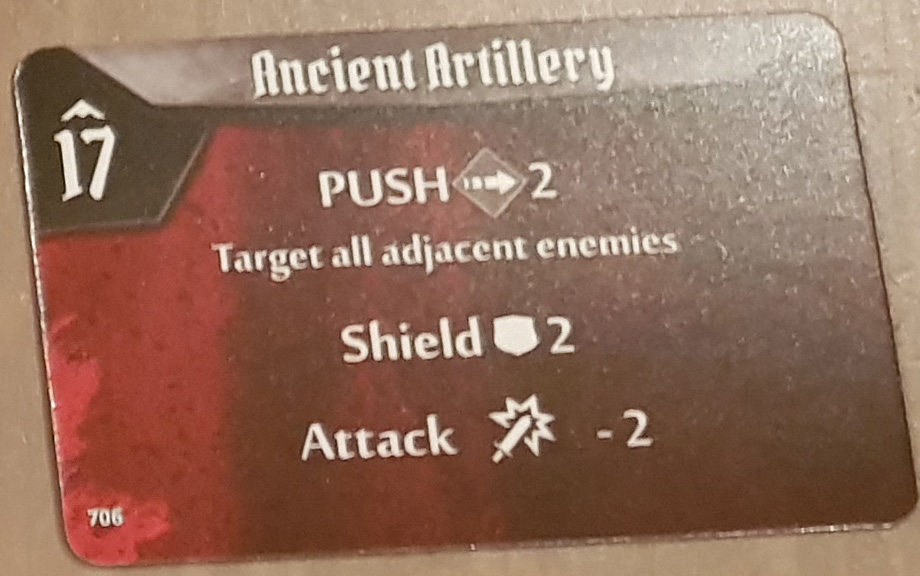 Ancient Artillery
17
PUSH 2
Target all adjacent enemies
Shield 2
Attack - 2
706